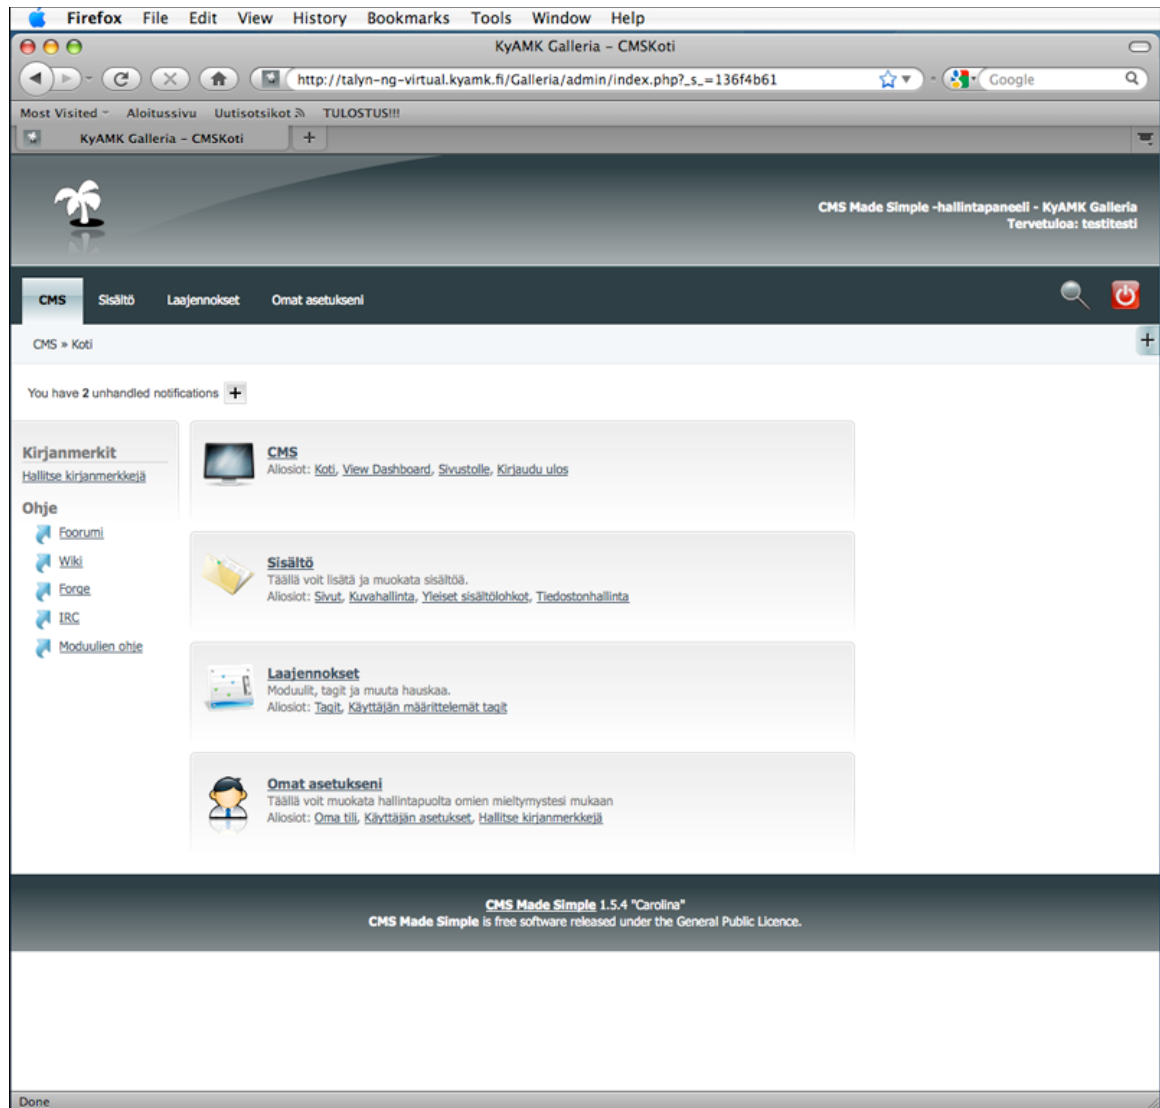 Firefox File Edit View History Bookmarks Tools Window Help
KyAMK Galleria – CMSKoti
http://talyn-ng-virtual.kyamk.fi/Galleria/admin/index.php?_s_=136f4b61
Google
Most Visited Aloitussivu Uutisotsikot TULOSTUS!!!
KyAMK Galleria – CMSKoti
CMS Made Simple -hallintapaneeli - KyAMK Galleria
Tervetuloa: testitesti
CMS Sisältö Laajennokset Omat asetukseni
CMS » Koti
You have 2 unhandled notifications
Kirjanmerkit
Hallitse kirjanmerkkejä
Ohje
Foorumi
Wiki
Forge
IRC
Moduulien ohje
CMS
Aliosiot: Koti, View Dashboard, Sivustolle, Kirjaudu ulos
Sisältö
Täällä voit lisätä ja muokata sisältöä.
Aliosiot: Sivut, Kuvahallinta, Yleiset sisältölohkot, Tiedostonhallinta
Laajennokset
Moduulit, tagit ja muuta hauskaa.
Aliosiot: Tagit, Käyttäjän määrittelemät tagit
Omat asetukseni
Täällä voit muokata hallintapuolta omien mieltymystesi mukaan
Aliosiot: Oma tili, Käyttäjän asetukset, Hallitse kirjanmerkkejä
CMS Made Simple 1.5.4 "Carolina"
CMS Made Simple is free software released under the General Public Licence.
Done